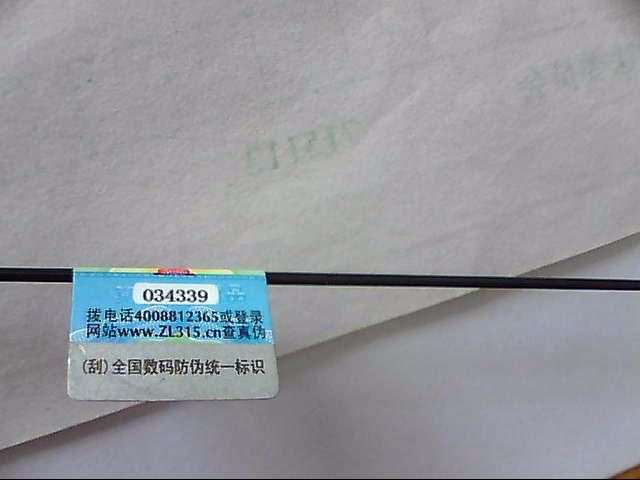 034339
拨电话4008812365或登录
网站www.ZL315.cn查真伪
(刮)全国数码防伪统一标识